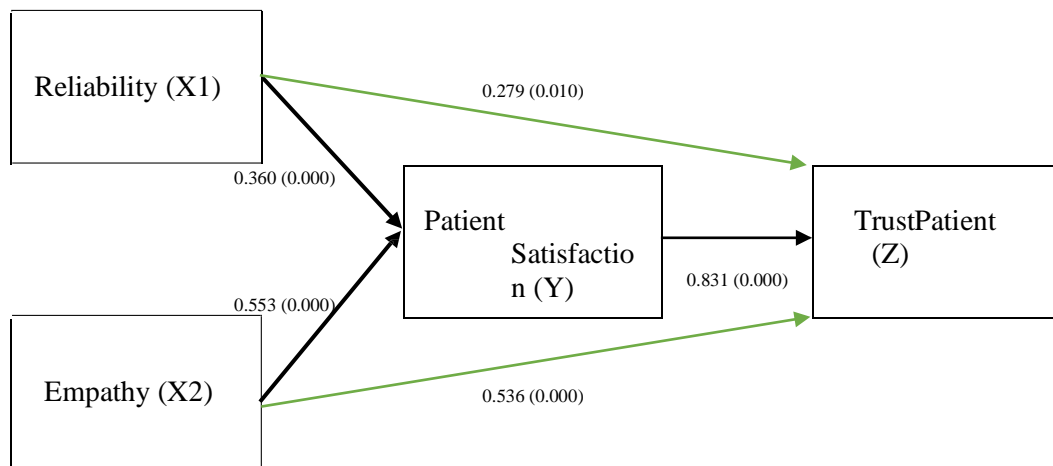 Reliability (X1)
0.279 (0.010)
0.360 (0.000)
Patient
Satisfactio
n (Y)
TrustPatient
(Z)
0.831 (0.000)
0.553 (0.000)
Empathy (X2)
0.536 (0.000)